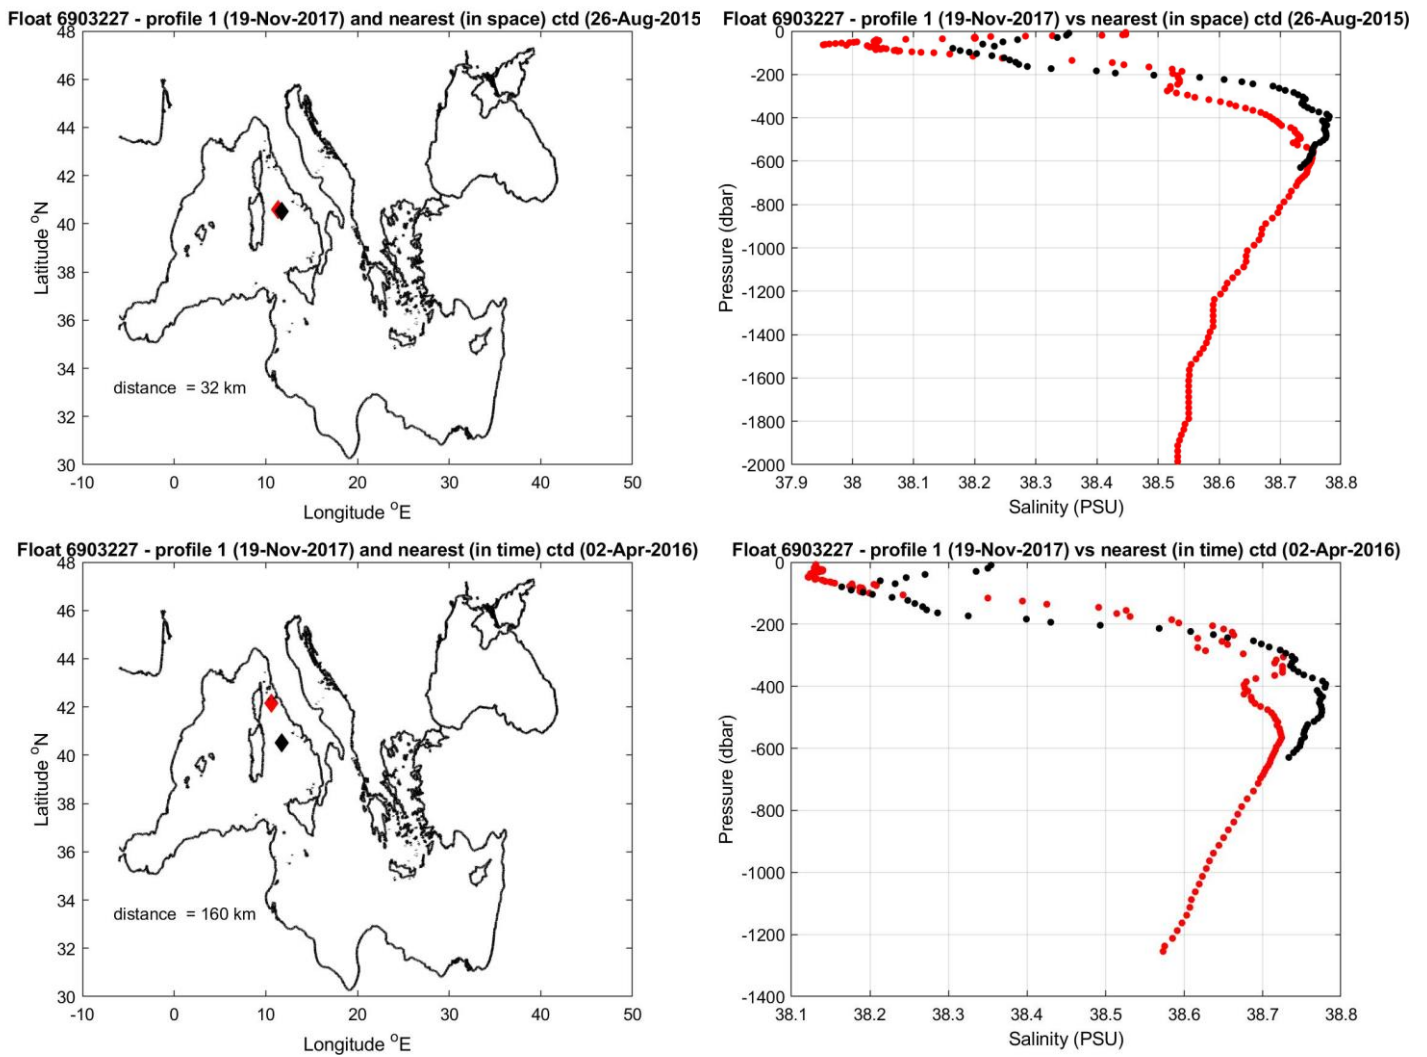 Float 6903227 - profile 1 (19-Nov-2017) and nearest (in space) ctd (26-Aug-2015
48
46
44
42
40
38
36
34
32
30
Latitude °N
distance = 32 km
-10 0 10 20 30 40 50
Longitude °E
Float 6903227 - profile 1 (19-Nov-2017) vs nearest (in space) ctd (26-Aug-2015)
0
-200
-400
-600
-800
-1000
-1200
-1400
-1600
-1800
-2000
Pressure (dbar)
37.9 38 38.1 38.2 38.3 38.4 38.5 38.6 38.7 38.8
Salinity (PSU)
Float 6903227 - profile 1 (19-Nov-2017) and nearest (in time) ctd (02-Apr-2016)
48
46
44
42
40
38
36
34
32
30
Latitude °N
distance = 160 km
-10 0 10 20 30 40 50
Longitude °E
Float 6903227 - profile 1 (19-Nov-2017) vs nearest (in time) ctd (02-Apr-2016)
0
-200
-400
-600
-800
-1000
-1200
-1400
Pressure (dbar)
38.1 38.2 38.3 38.4 38.5 38.6 38.7 38.8
Salinity (PSU)